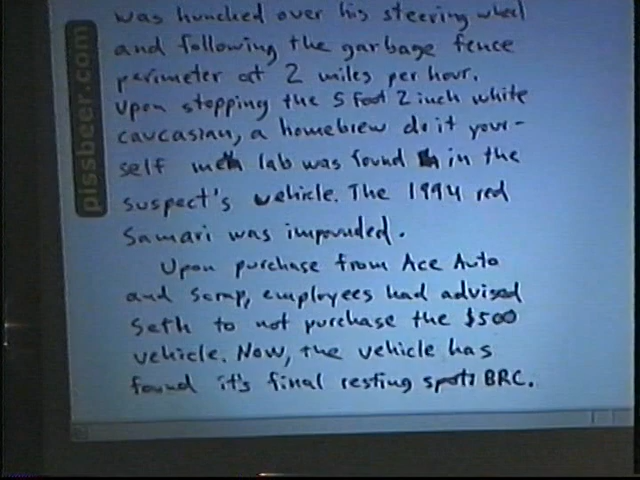 was hunched over his steering wheel
and following the garbage fence
perimeter at 2 miles per hour.
Upon stopping the 5 foot 2 inch white
caucasian, a homebrew do it your-
self meth lab was found in the
suspect's vehicle. The 1994 red
Samari was impounded.
Upon purchase from Ace Auto
and Scrap, employees had advised
Seth to not purchase the $500
vehicle. Now, the vehicle has
found it's final resting spot: BRC.
pissbeer.com